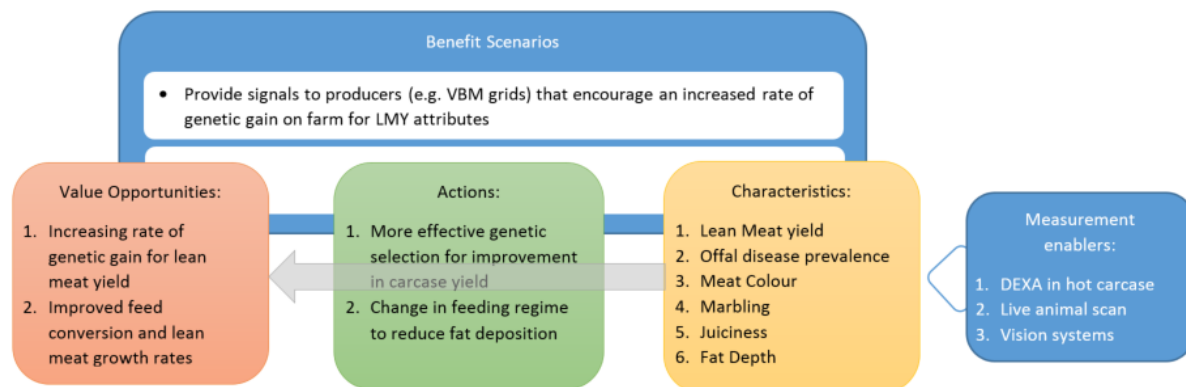 Benefit Scenarios
• Provide signals to producers (e.g. VBM grids) that encourage an increased rate of
genetic gain on farm for LMY attributes
Value Opportunities:
1. Increasing rate of
genetic gain for lean
meat yield
2. Improved feed
conversion and lean
meat growth rates
Actions:
1. More effective genetic
selection for improvement
in carcase yield
2. Change in feeding regime
to reduce fat deposition
Characteristics:
1. Lean Meat yield
2. Offal disease prevalence
3. Meat Colour
4. Marbling
5. Juiciness
6. Fat Depth
Measurement
enablers:
1. DEXA in hot carcase
2. Live animal scan
3. Vision systems